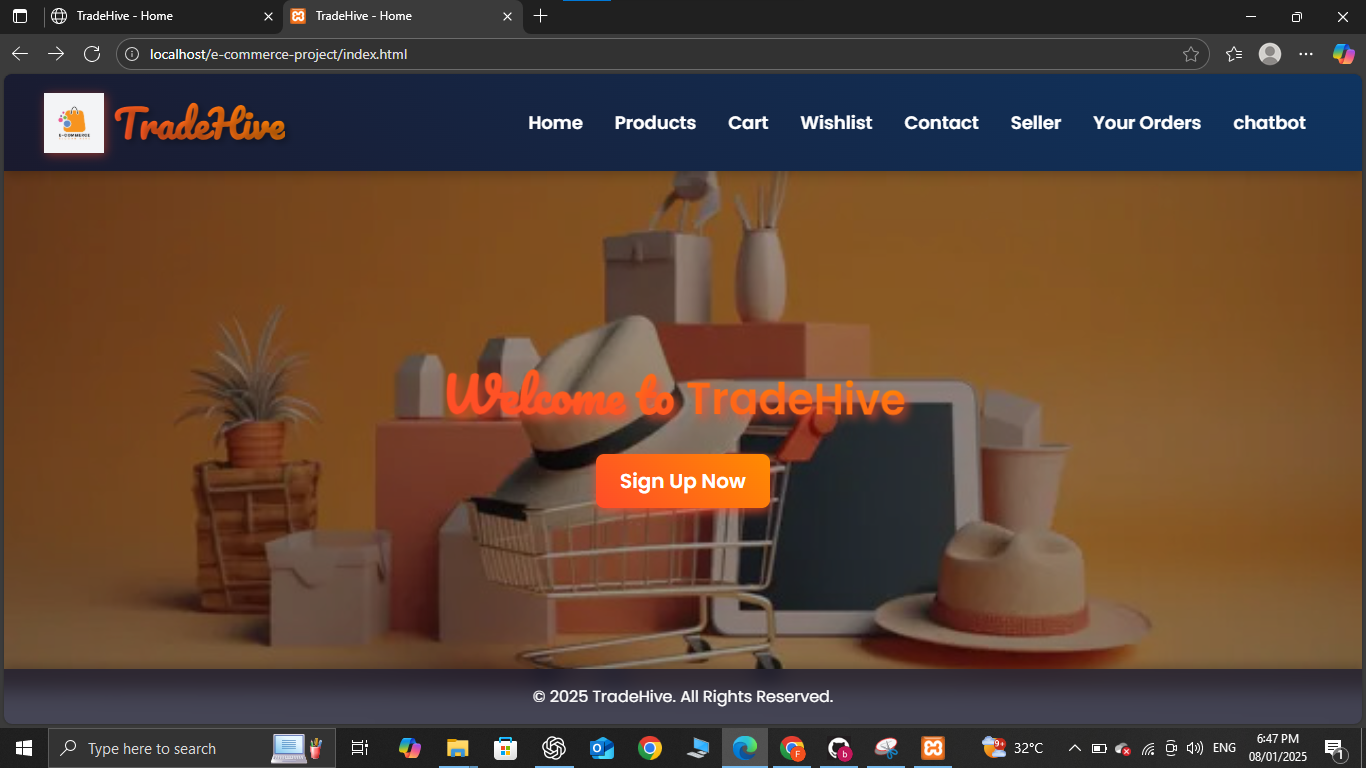 TradeHive - Home
TradeHive - Home
localhost/e-commerce-project/index.html
E-COMMERCE
TradeHive
Home Products Cart Wishlist Contact Seller Your Orders chatbot
Welcome to TradeHive
Sign Up Now
© 2025 TradeHive. All Rights Reserved.
Type here to search
9+
F
b
32°C
ENG
6:47 PM
08/01/2025
1